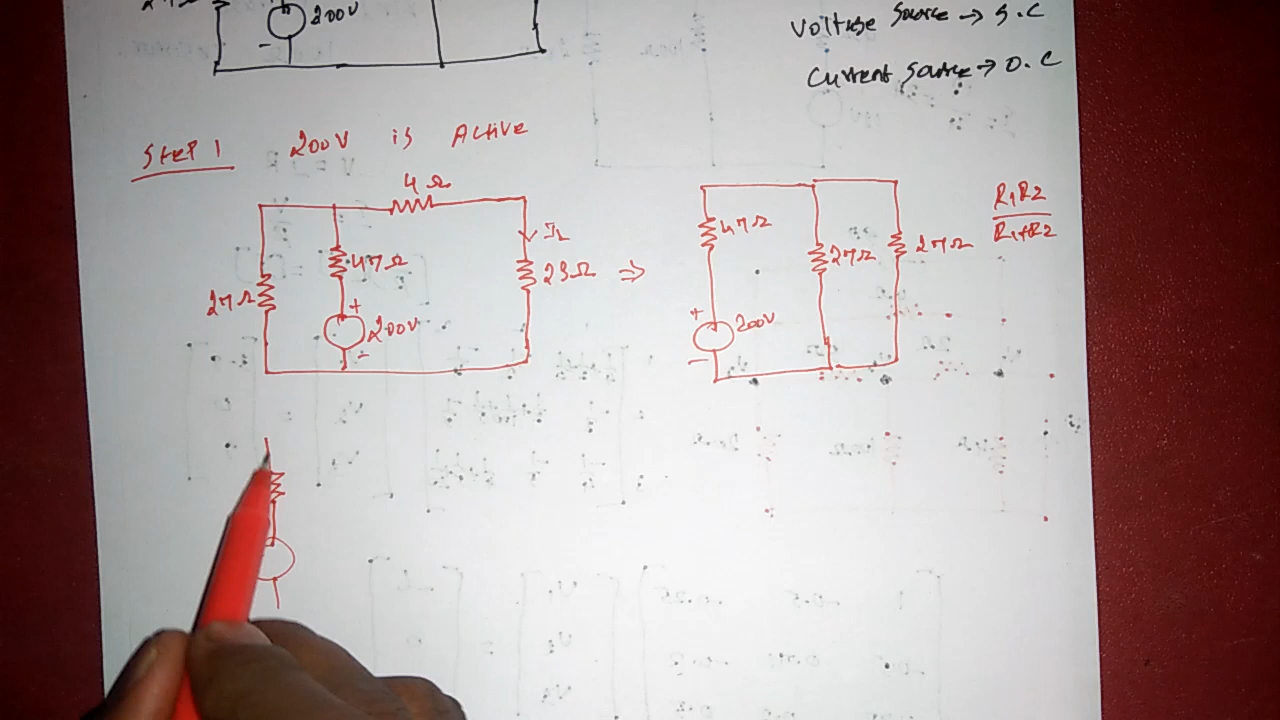 200V
Voltage Source → S.C
Current Source → O.C
Step 1 200V is Active
4Ω
27Ω
47Ω
+
200V
-
I₂
23Ω
⇒
47Ω
+
200V
-
27Ω
27Ω
R₁R₂
R₁+R₂